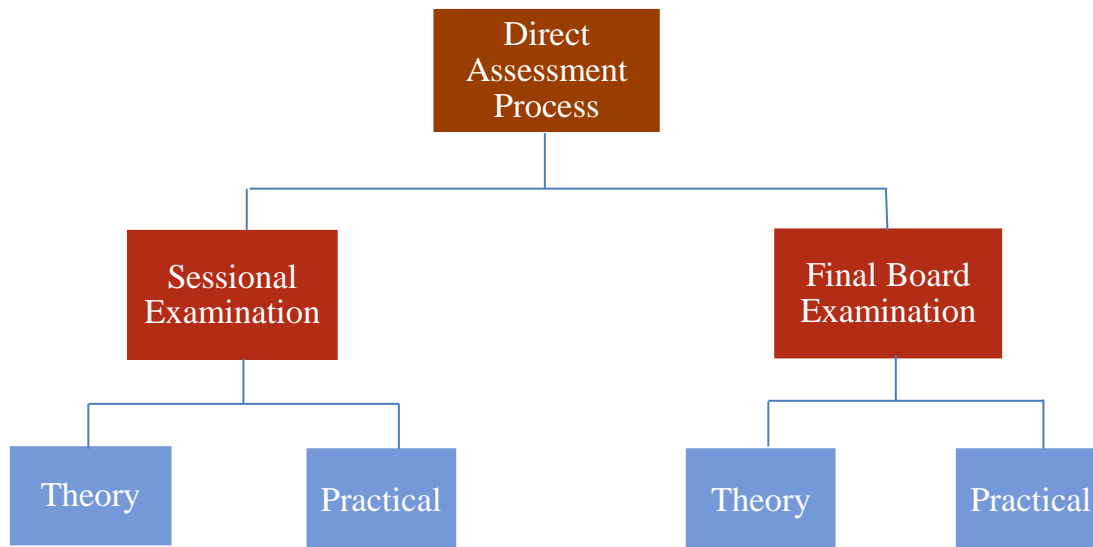 Direct
Assessment
Process
Sessional
Examination
Final Board
Examination
Theory
Practical
Theory
Practical